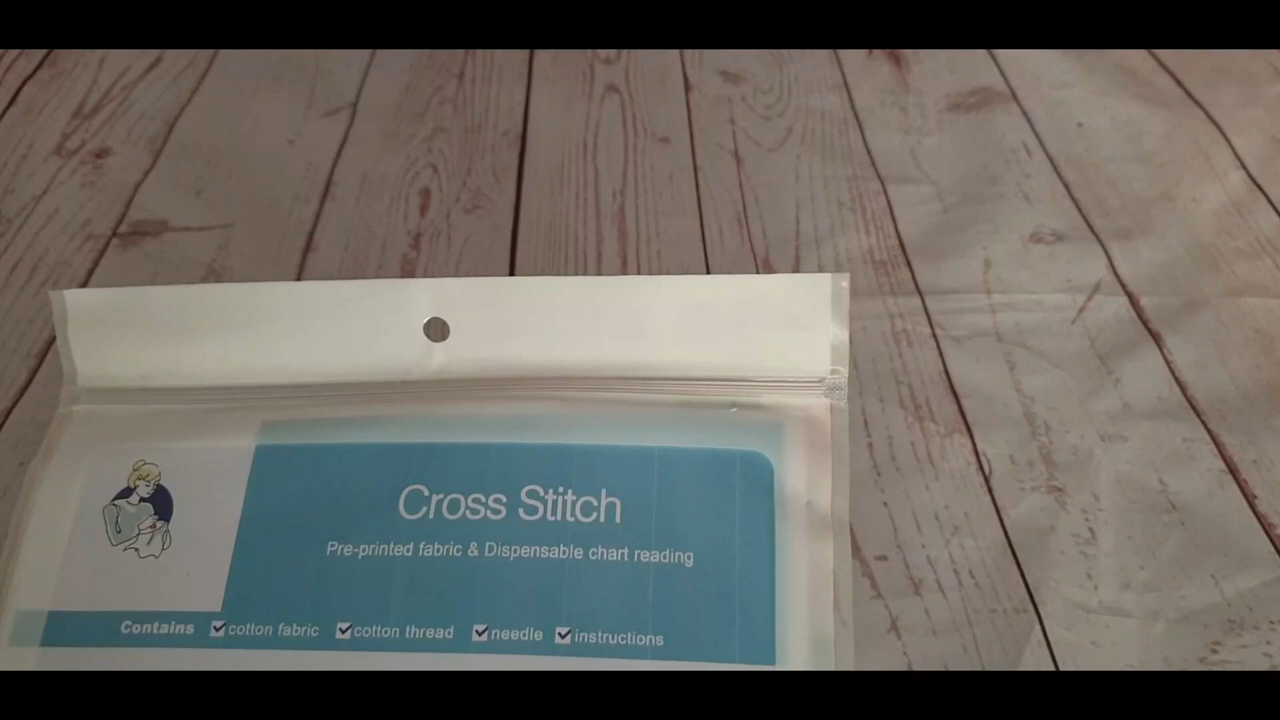 Cross Stitch
Pre-printed fabric & Dispensable chart reading
Contains cotton fabric cotton thread needle instructions